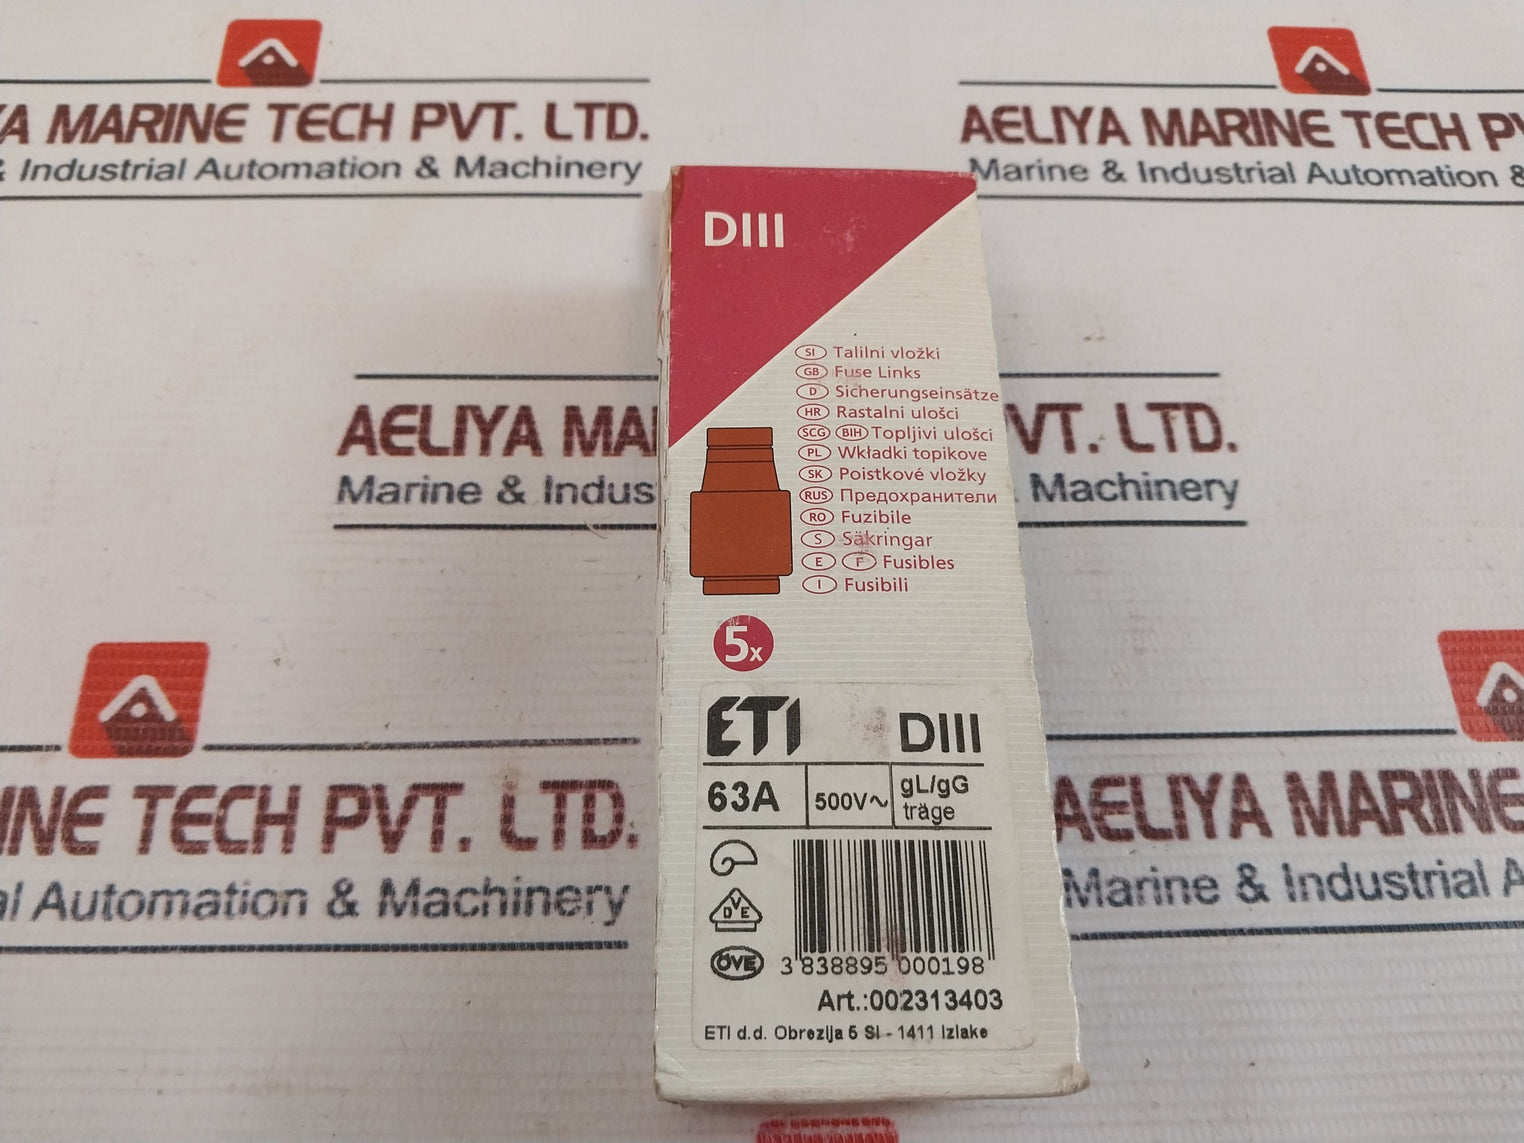 YA MARINE TECH PVT. LTD.
& Industrial Automation & Machinery
AELIYA MARINE TECH PV
Marine & Industrial Automation &
AELIYA MA
VT. LTD.
Marine & Indus
Machinery
INE TECH PVT. LTD.
al Automation & Machinery
AELIYA MARINE
Marine & Industrial A
DIII
SI Talilni vložki
GB Fuse Links
D Sicherungseinsätze
HR Rastalni ulošci
SCG BIH Topljivi ulošci
PL Wkładki topikove
SK Poistkové vložky
RUS Предохранители
RO Fuzibile
S Säkringar
E F Fusibles
I Fusibili
5x
ETI DIII
63A 500V~ gL/gG
träge
DVE
ÖVE
3 838895 000198
Art.:002313403
ETI d.d. Obrezija 5 SI - 1411 Izlake